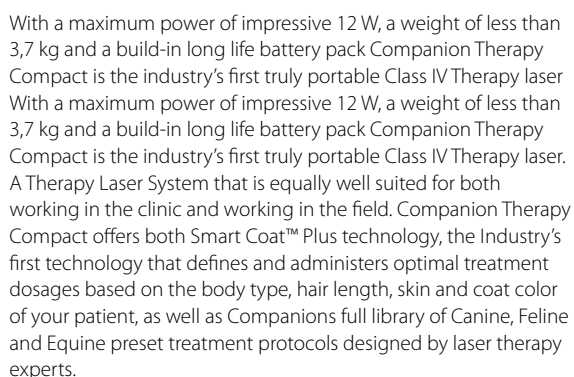 With a maximum power of impressive 12 W, a weight of less than
3,7 kg and a build-in long life battery pack Companion Therapy
Compact is the industry's first truly portable Class IV Therapy laser
With a maximum power of impressive 12 W, a weight of less than
3,7 kg and a build-in long life battery pack Companion Therapy
Compact is the industry's first truly portable Class IV Therapy laser.
A Therapy Laser System that is equally well suited for both
working in the clinic and working in the field. Companion Therapy
Compact offers both Smart Coat™ Plus technology, the Industry's
first technology that defines and administers optimal treatment
dosages based on the body type, hair length, skin and coat color
of your patient, as well as Companions full library of Canine, Feline
and Equine preset treatment protocols designed by laser therapy
experts.